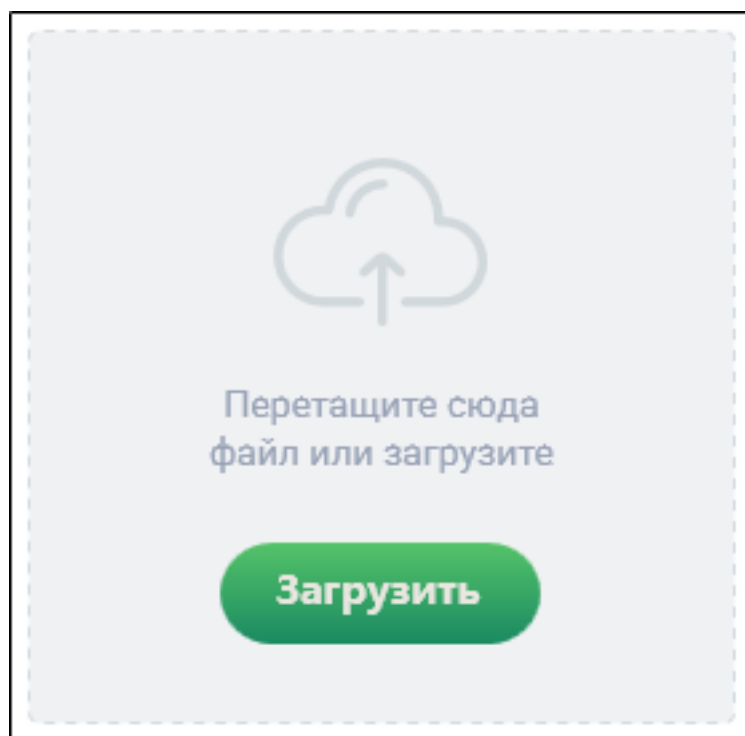 Перетащите сюда
файл или загрузите
Загрузить